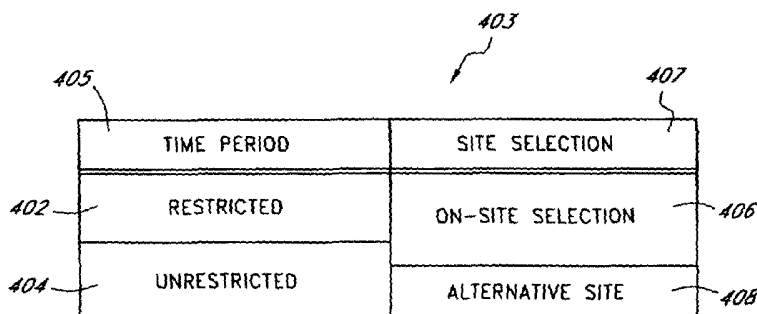 403
405
407
TIME PERIOD
SITE SELECTION
402
RESTRICTED
ON-SITE SELECTION
406
404
UNRESTRICTED
ALTERNATIVE SITE
408